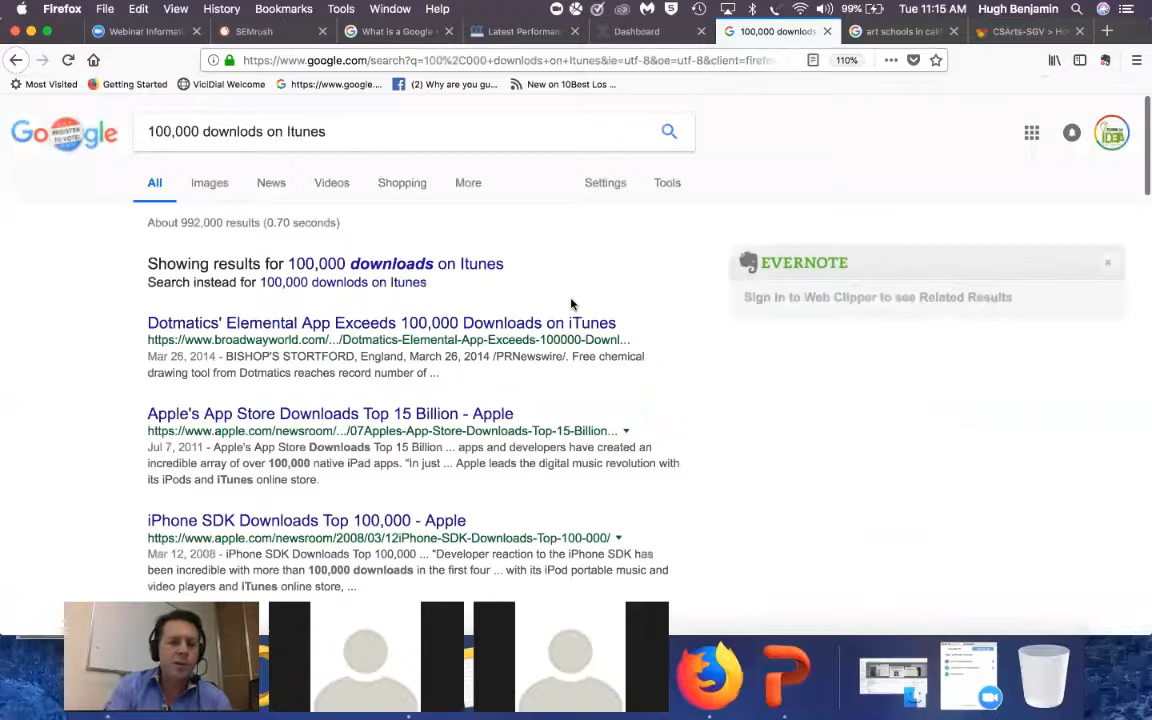 Firefox File Edit View History Bookmarks Tools Window Help 99% Tue 11:15 AM Hugh Benjamin
Webinar Informati SEMrush What is a Google Latest Performanc Dashboard 100,000 downlods art schools in cali CSArts-SGV > Ho
https://www.google.com/search?q=100%2C000+downlods+on+Itunes&ie=utf-8&oe=utf-8&client=firefo 110%
Most Visited Getting Started ViciDial Welcome https://www.google.... (2) Why are you gu... New on 10Best Los ...
Google REGISTER TO VOTE! 100,000 downlods on Itunes
All Images News Videos Shopping More Settings Tools
About 992,000 results (0.70 seconds)
Showing results for 100,000 downloads on Itunes
Search instead for 100,000 downlods on Itunes
EVERNOTE
Sign in to Web Clipper to see Related Results
Dotmatics' Elemental App Exceeds 100,000 Downloads on iTunes
https://www.broadwayworld.com/.../Dotmatics-Elemental-App-Exceeds-100000-Downl...
Mar 26, 2014 - BISHOP'S STORTFORD, England, March 26, 2014 /PRNewswire/. Free chemical
drawing tool from Dotmatics reaches record number of ...
Apple's App Store Downloads Top 15 Billion - Apple
https://www.apple.com/newsroom/.../07Apples-App-Store-Downloads-Top-15-Billion...
Jul 7, 2011 - Apple's App Store Downloads Top 15 Billion ... apps and developers have created an
incredible array of over 100,000 native iPad apps. "In just ... Apple leads the digital music revolution with
its iPods and iTunes online store.
iPhone SDK Downloads Top 100,000 - Apple
https://www.apple.com/newsroom/2008/03/12iPhone-SDK-Downloads-Top-100-000/
Mar 12, 2008 - iPhone SDK Downloads Top 100,000 ... "Developer reaction to the iPhone SDK has
been incredible with more than 100,000 downloads in the first four ... with its iPod portable music and
video players and iTunes online store, ...